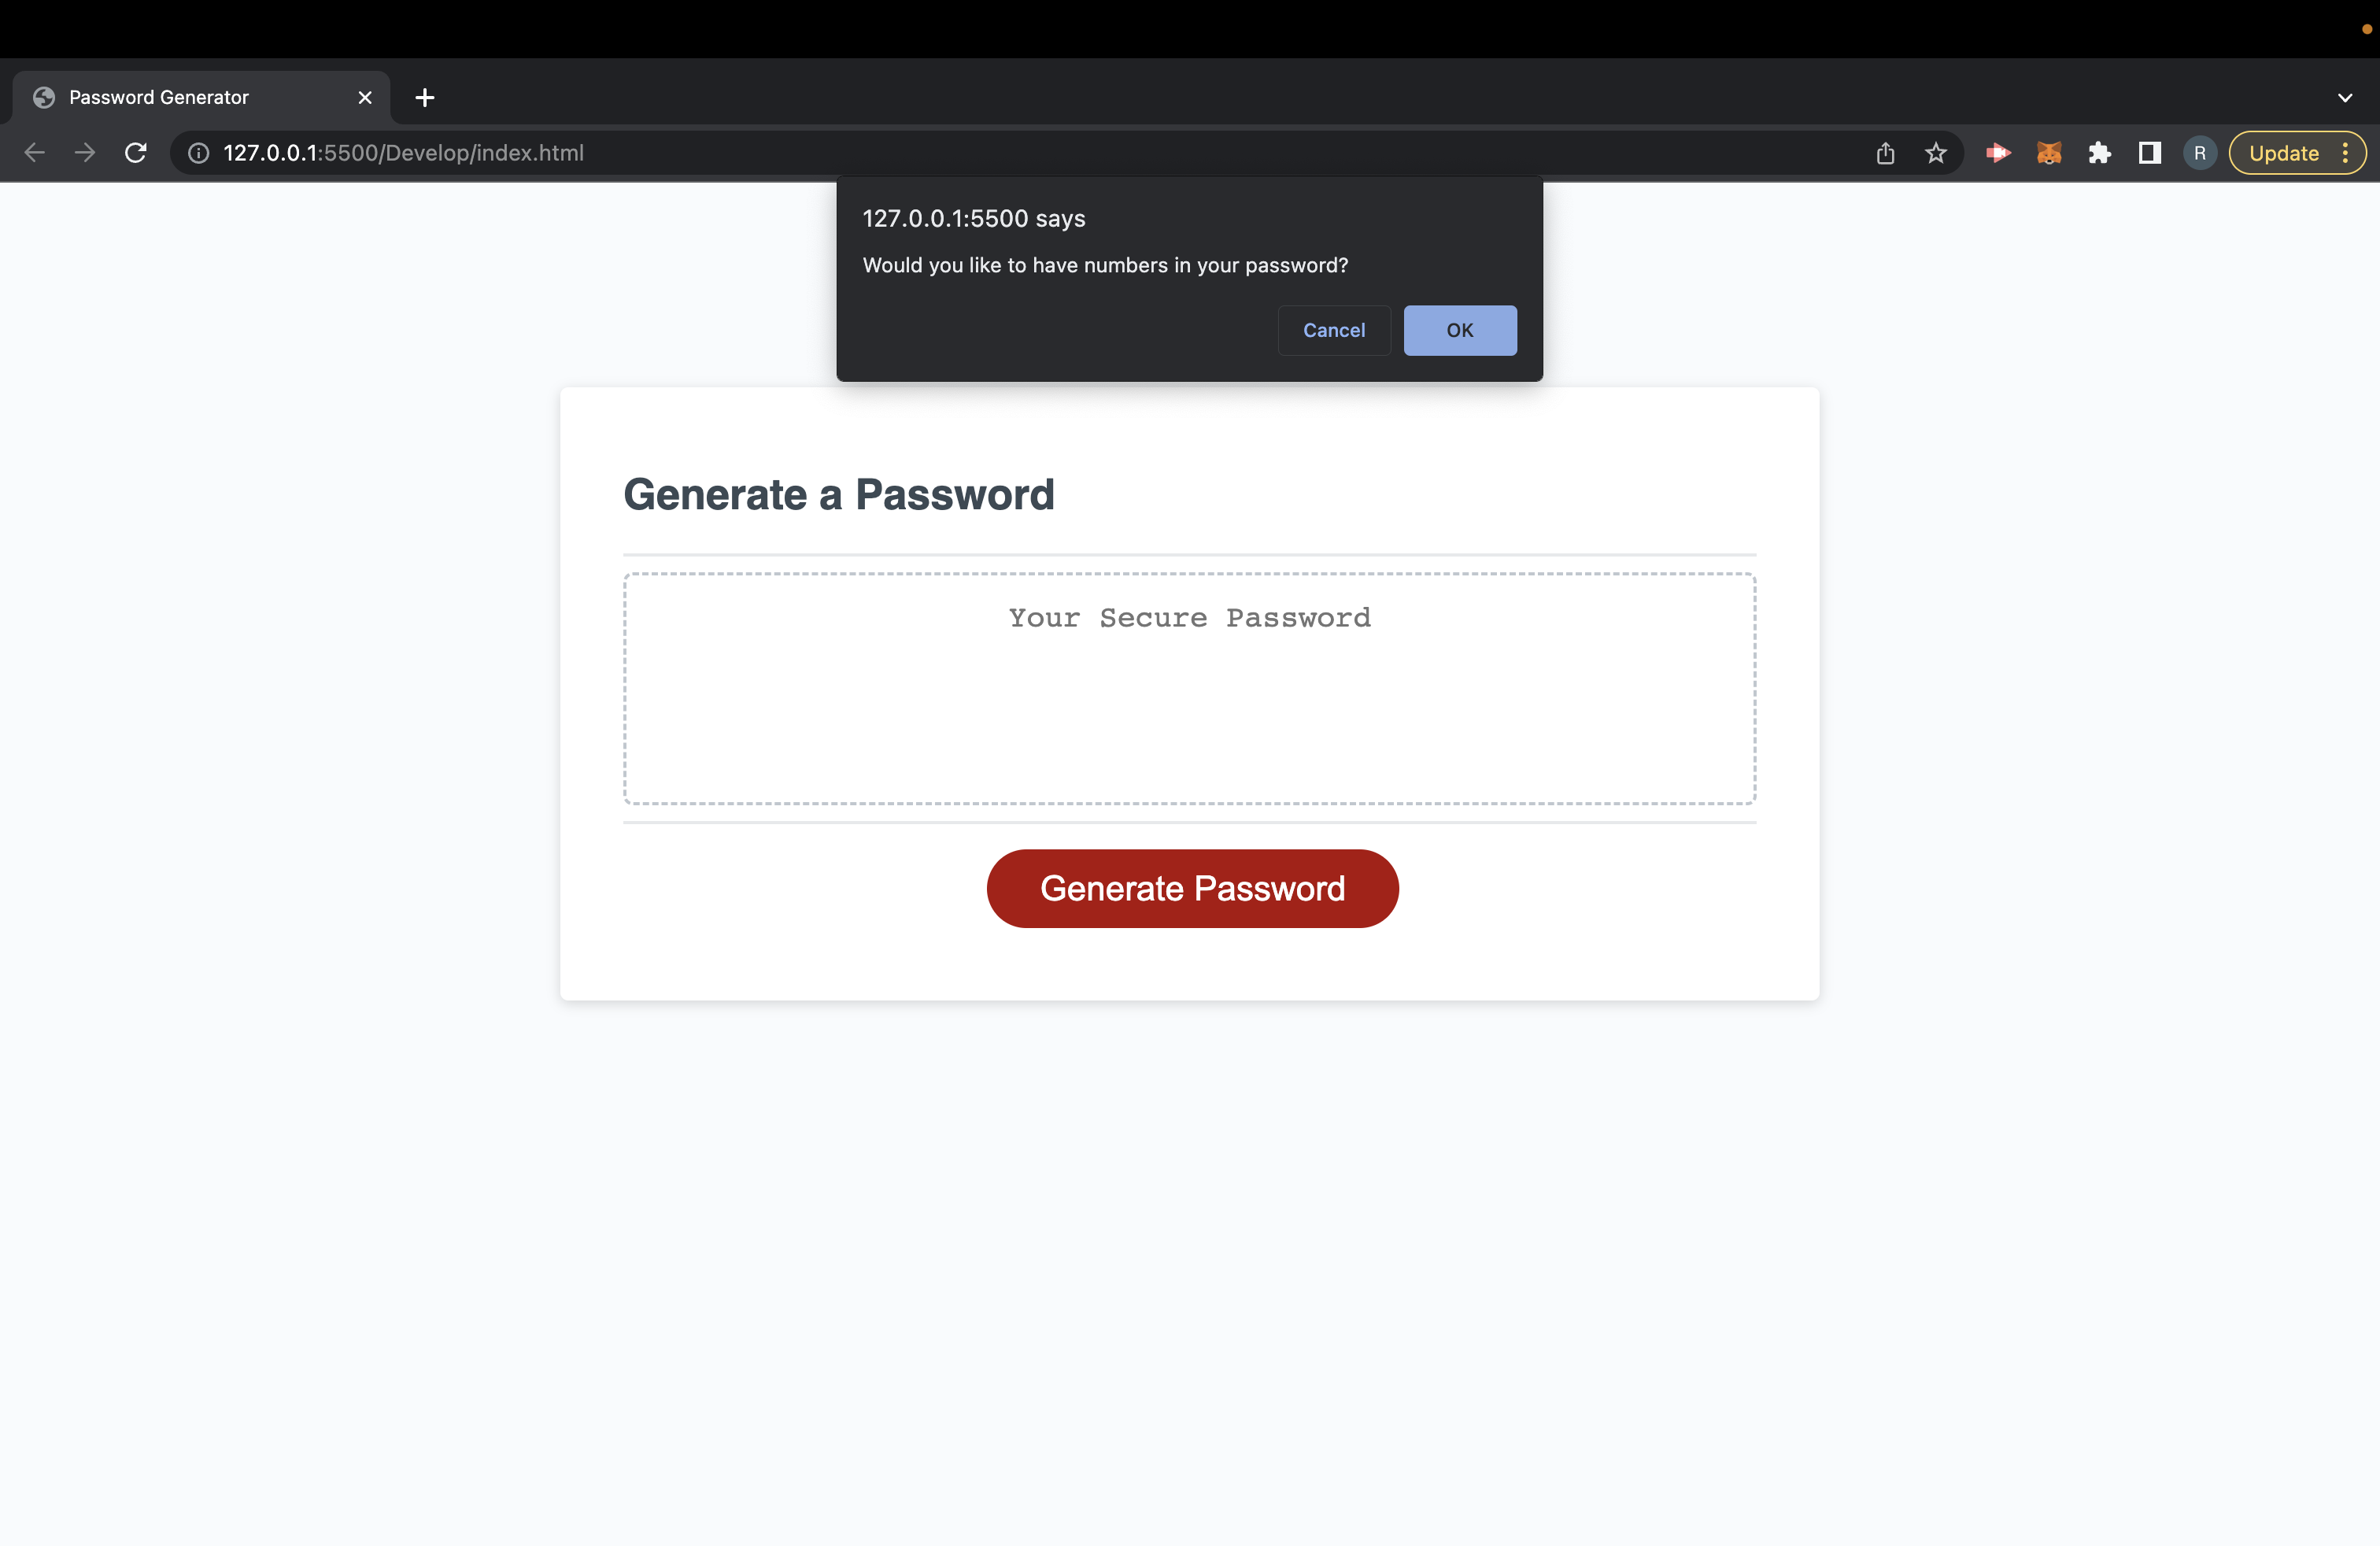 Password Generator
127.0.0.1:5500/Develop/index.html
R
Update
127.0.0.1:5500 says
Would you like to have numbers in your password?
Cancel
OK
Generate a Password
Your Secure Password
Generate Password